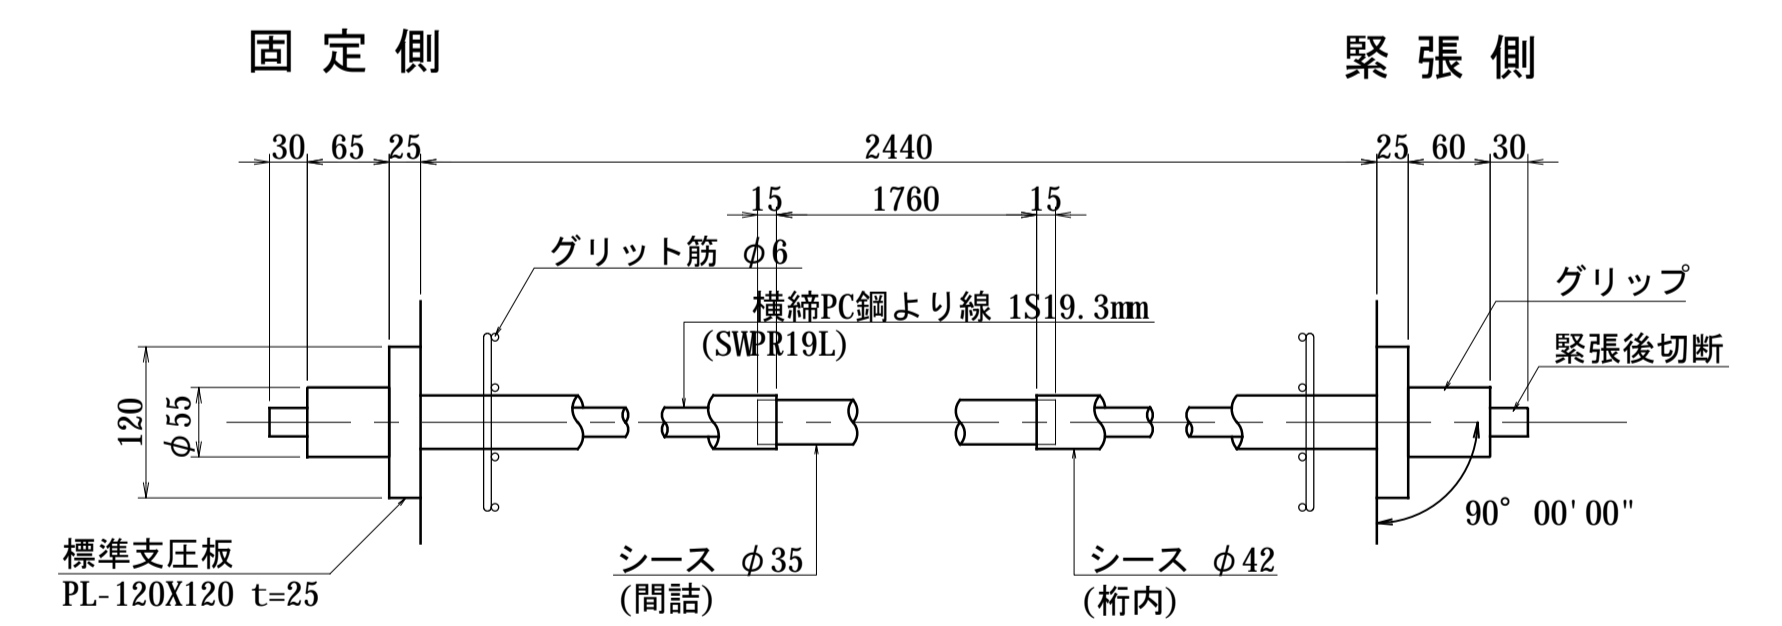 固定側
緊張側
30 65 25 2440 25 60 30
15 1760 15
グリット筋 φ6
グリップ
横締PC鋼より線 1S19.3mm
(SWPR19L)
緊張後切断
120
φ55
90° 00'00"
標準支圧板
PL-120X120 t=25
シース φ35
(間詰)
シース φ42
(桁内)